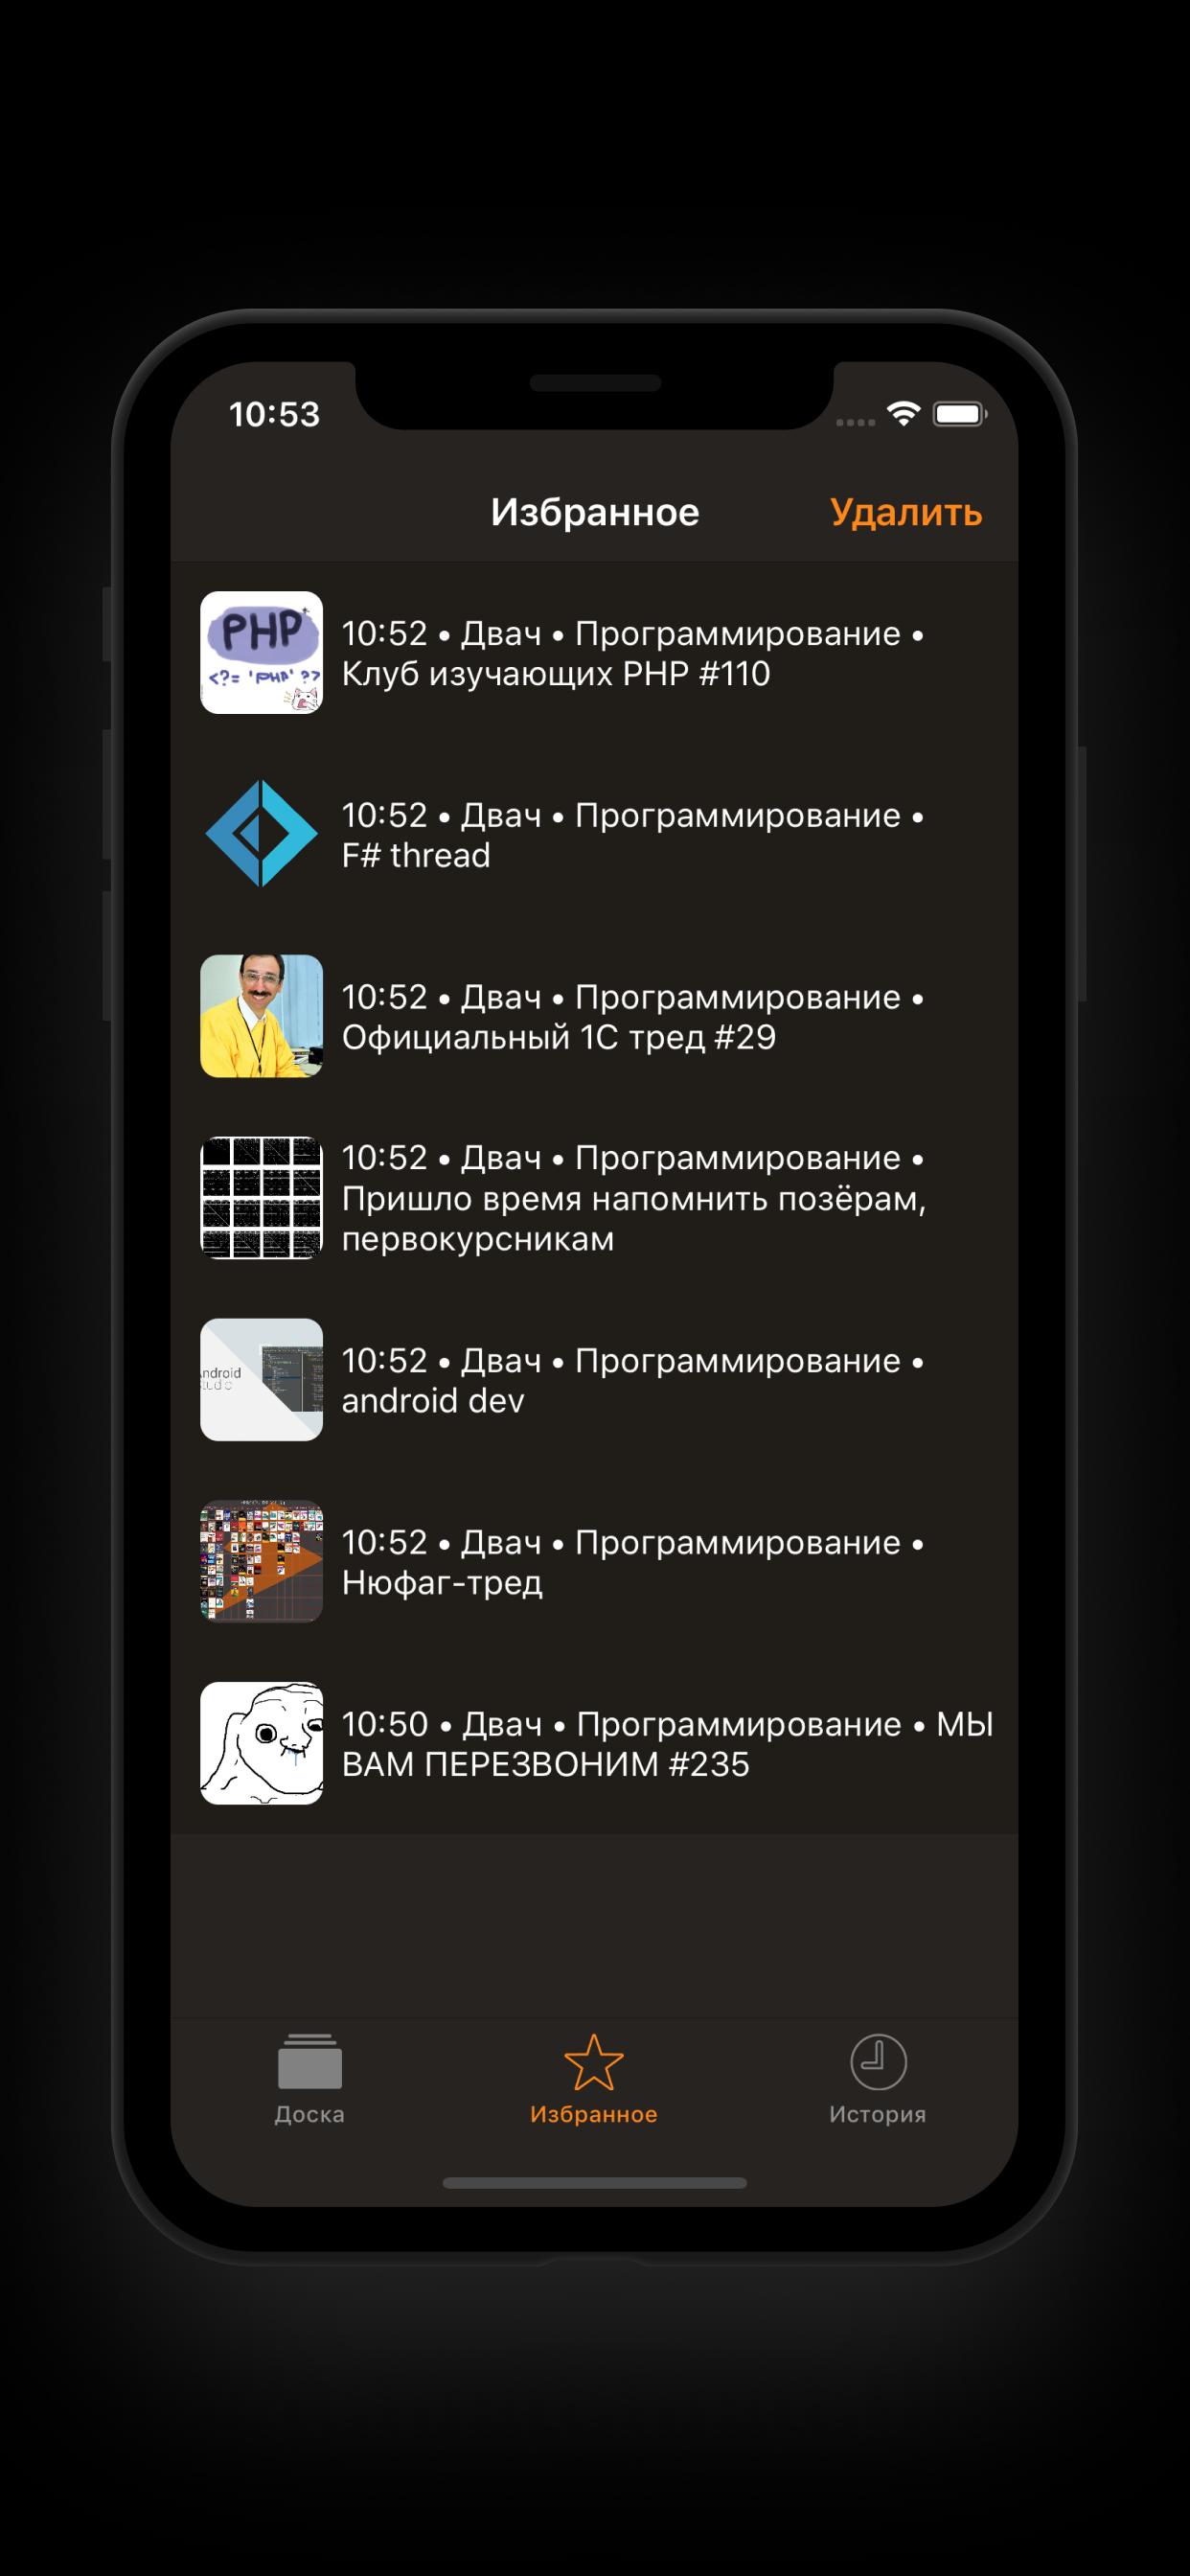 10:53
Избранное
Удалить
PHP
<?= 'PHP' ?>
10:52 • Двач • Программирование •
Клуб изучающих PHP #110
10:52 • Двач • Программирование •
F# thread
10:52 • Двач • Программирование •
Официальный 1С тред #29
10:52 • Двач • Программирование •
Пришло время напомнить позёрам,
первокурсникам
10:52 • Двач • Программирование •
android dev
10:52 • Двач • Программирование •
Нюфаг-тред
10:50 • Двач • Программирование • МЫ
ВАМ ПЕРЕЗВОНИМ #235
Доска
Избранное
История